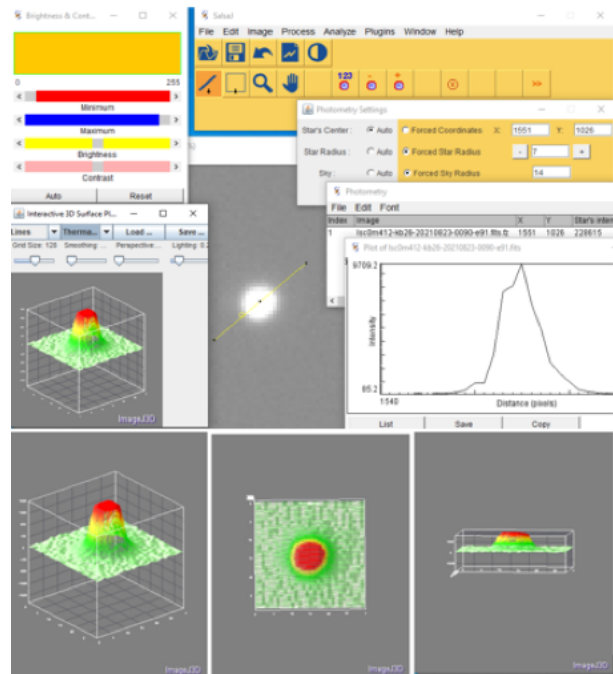 Brightness & Cont...
0 255
Minimum
Maximum
Brightness
Contrast
Auto Reset
SalsaJ
File Edit Image Process Analyze Plugins Window Help
123
>>
Photometry Settings
Star's Center : Auto Forced Coordinates X: 1551 Y: 1026
Star Radius : Auto Forced Star Radius - 7 +
Sky : Auto Forced Sky Radius 14
Photometry
File Edit Font
Index Image X Y Star's inten
1 lsc0m412-kb26-20210823-0090-e91.fits.fz 1551 1026 228615
Plot of lsc0m412-kb26-20210823-0090-e91.fits
9709.2
Intensity
85.2
Distance (pixels)
List Save Copy
Interactive 3D Surface Pl...
Lines Therma... Load ... Save ...
Grid Size: 128 Smoothing: ... Perspective:... Lighting: 0.2
ImageJ3D
ImageJ3D
ImageJ3D
ImageJ3D